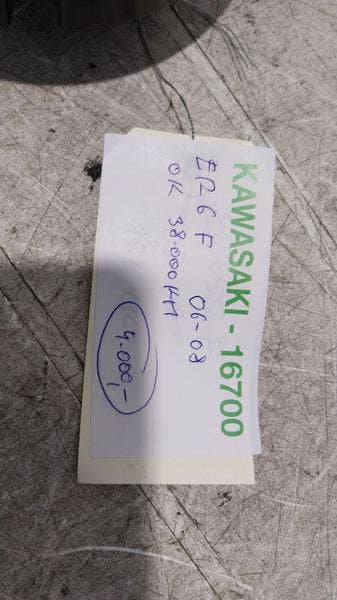 KAWASAKI - 16700
ER6 F 06-08
OK 38.000KM
4.000,-